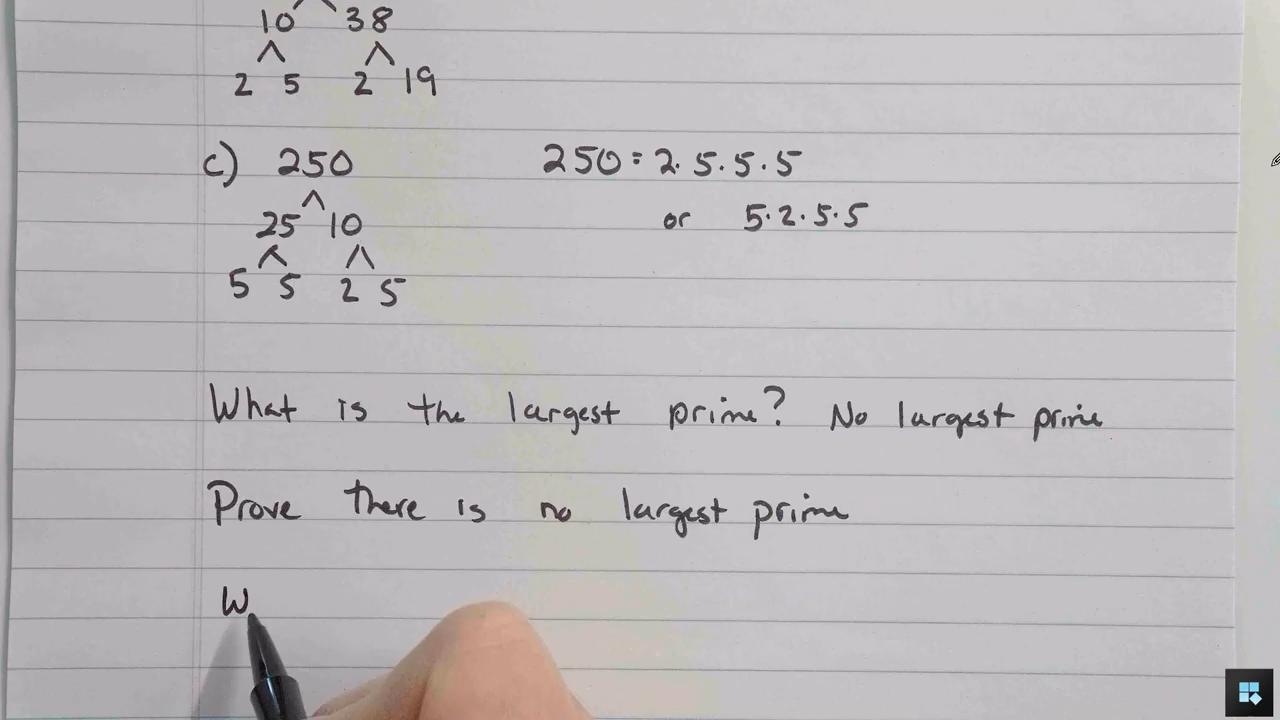 10 38
2 5 2 19
c) 250 250 = 2·5·5·5
25 10 or 5·2·5·5
5 5 2 5
What is the largest prime? No largest prime
Prove there is no largest prime
W